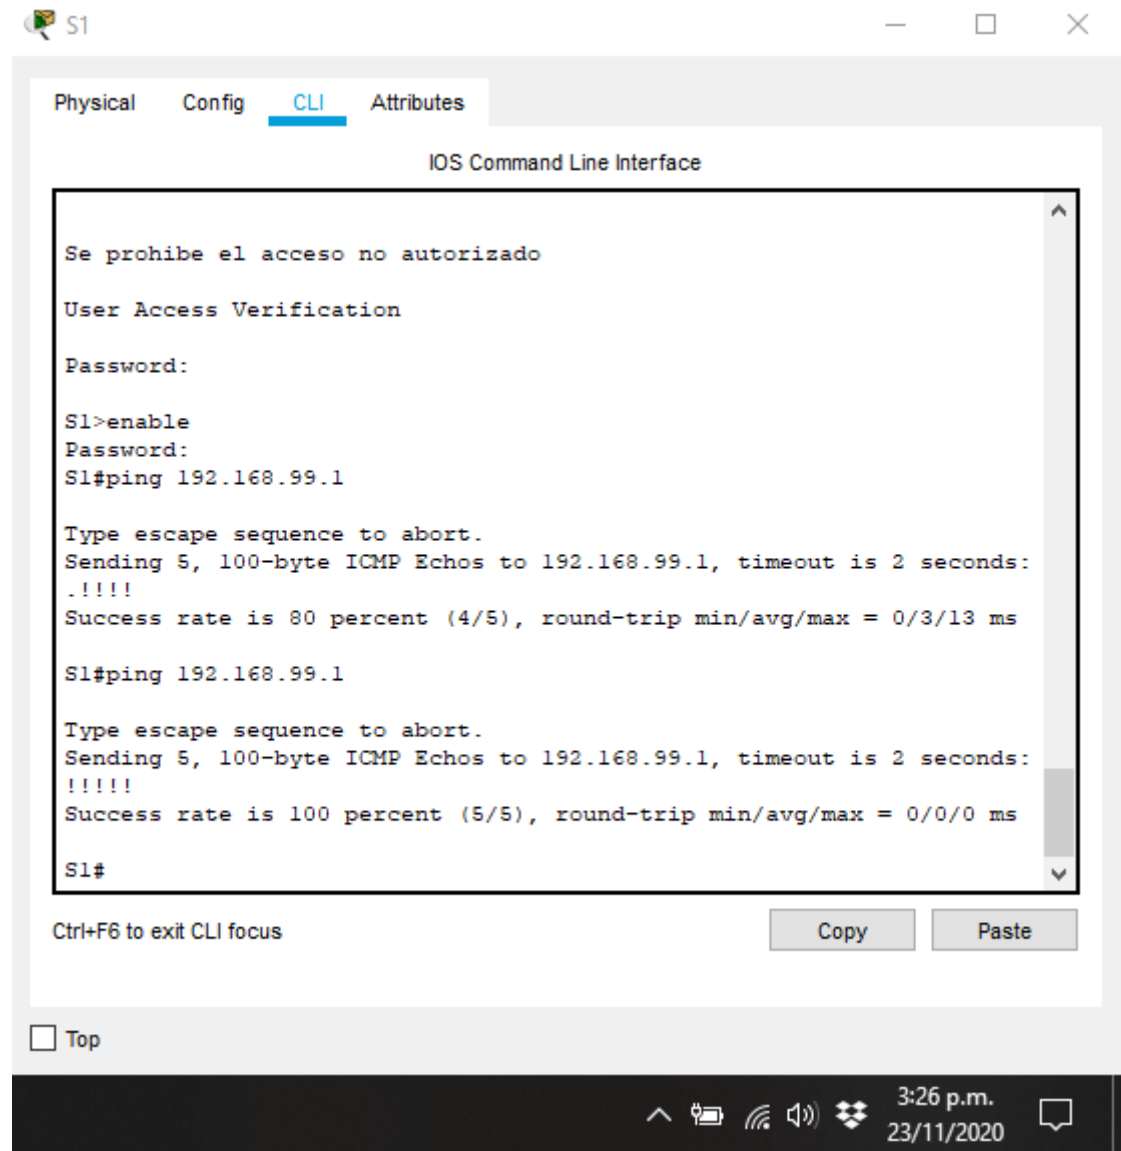 S1
Physical Config CLI Attributes
IOS Command Line Interface
Se prohibe el acceso no autorizado
User Access Verification
Password:
S1>enable
Password:
S1#ping 192.168.99.1
Type escape sequence to abort.
Sending 5, 100-byte ICMP Echos to 192.168.99.1, timeout is 2 seconds:
.!!!!
Success rate is 80 percent (4/5), round-trip min/avg/max = 0/3/13 ms
S1#ping 192.168.99.1
Type escape sequence to abort.
Sending 5, 100-byte ICMP Echos to 192.168.99.1, timeout is 2 seconds:
!!!!!
Success rate is 100 percent (5/5), round-trip min/avg/max = 0/0/0 ms
S1#
Ctrl+F6 to exit CLI focus
Copy
Paste
Top
3:26 p.m.
23/11/2020